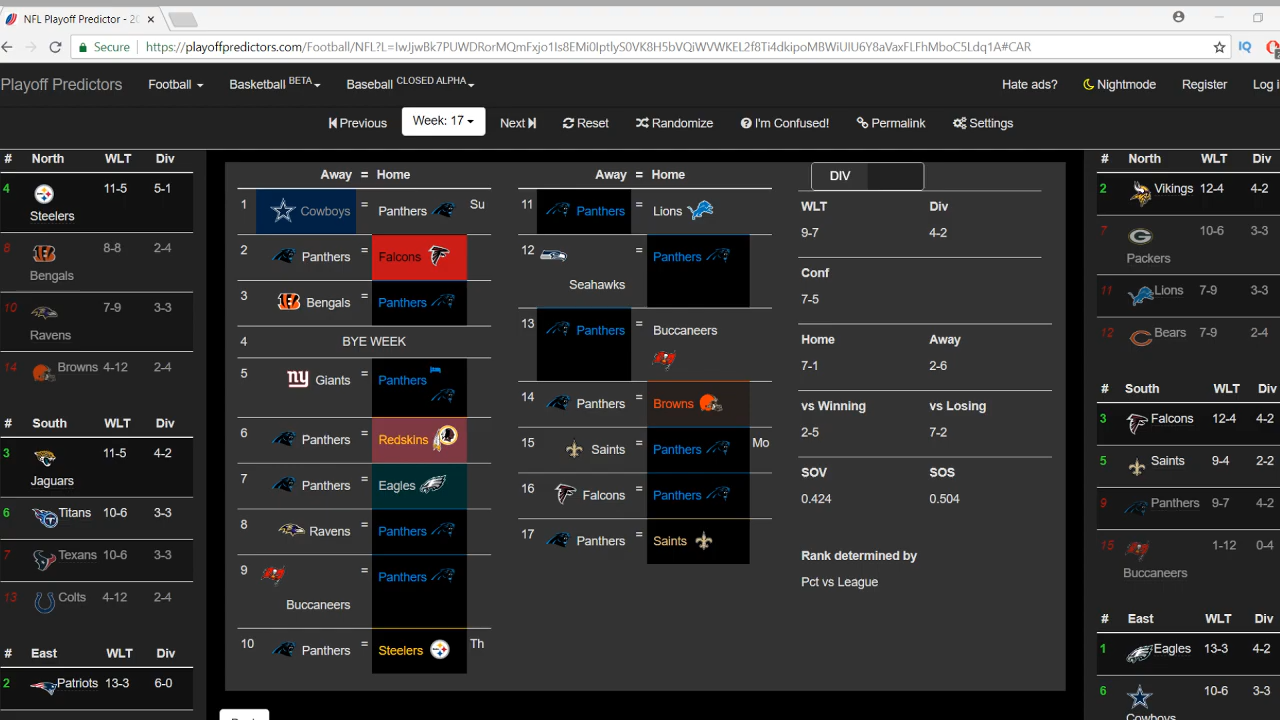 NFL Playoff Predictor - 20
Secure https://playoffpredictors.com/Football/NFL?L=IwJjwBk7PUWDRorMQmFxjo1Is8EMi0IptlyS0VK8H5bVQiWVWKEL2f8Ti4dkipoMBWiUIU6Y8aVaxFLFhMboC5Ldq1A#CAR
Playoff Predictors Football Basketball BETA Baseball CLOSED ALPHA Hate ads? Nightmode Register Log i
Previous Week: 17 Next Reset Randomize I'm Confused! Permalink Settings
# North WLT Div
4 Steelers 11-5 5-1
8 Bengals 8-8 2-4
10 Ravens 7-9 3-3
14 Browns 4-12 2-4
# South WLT Div
3 Jaguars 11-5 4-2
6 Titans 10-6 3-3
7 Texans 10-6 3-3
13 Colts 4-12 2-4
# East WLT Div
2 Patriots 13-3 6-0
Away = Home
1 Cowboys = Panthers Su
2 Panthers = Falcons
3 Bengals = Panthers
4 BYE WEEK
5 Giants = Panthers
6 Panthers = Redskins
7 Panthers = Eagles
8 Ravens = Panthers
9 Buccaneers = Panthers
10 Panthers = Steelers Th
Away = Home
11 Panthers = Lions
12 Seahawks = Panthers
13 Panthers = Buccaneers
14 Panthers = Browns
15 Saints = Panthers Mo
16 Falcons = Panthers
17 Panthers = Saints
DIV
WLT Div
9-7 4-2
Conf
7-5
Home Away
7-1 2-6
vs Winning vs Losing
2-5 7-2
SOV SOS
0.424 0.504
Rank determined by
Pct vs League
# North WLT Div
2 Vikings 12-4 4-2
7 Packers 10-6 3-3
11 Lions 7-9 3-3
12 Bears 7-9 2-4
# South WLT Div
3 Falcons 12-4 4-2
5 Saints 9-4 2-2
9 Panthers 9-7 4-2
15 Buccaneers 1-12 0-4
# East WLT Div
1 Eagles 13-3 4-2
6 Cowboys 10-6 3-3